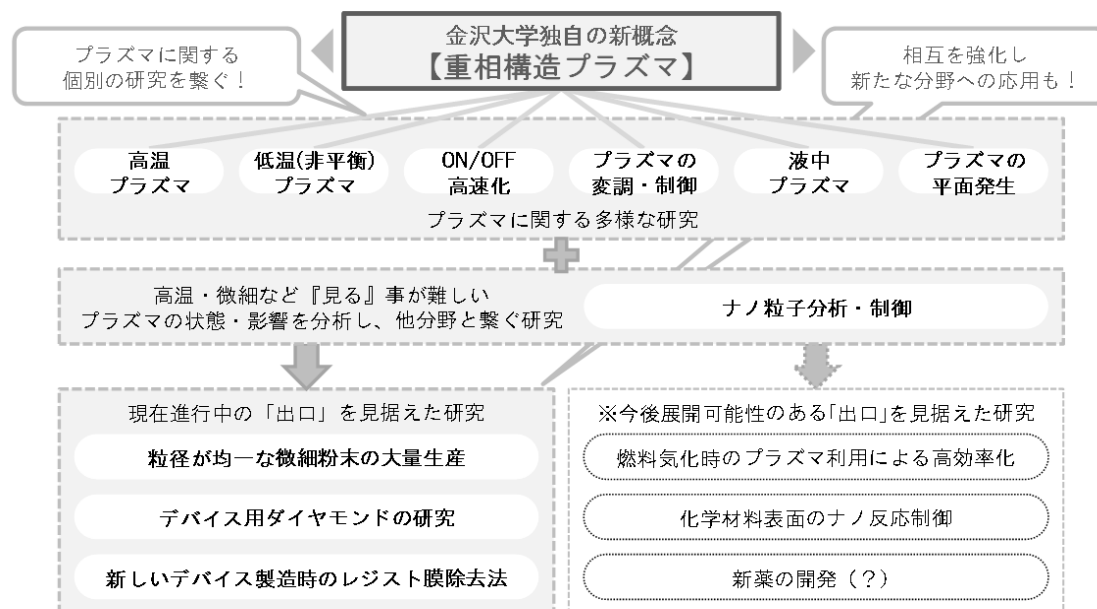 金沢大学独自の新概念
【重相構造プラズマ】
プラズマに関する
個別の研究を繋ぐ！
相互を強化し
新たな分野への応用も！
高温
プラズマ
低温(非平衡)
プラズマ
ON/OFF
高速化
プラズマの
変調・制御
液中
プラズマ
プラズマの
平面発生
プラズマに関する多様な研究
高温・微細など『見る』事が難しい
プラズマの状態・影響を分析し、他分野と繋ぐ研究
ナノ粒子分析・制御
現在進行中の「出口」を見据えた研究
粒径が均一な微細粉末の大量生産
デバイス用ダイヤモンドの研究
新しいデバイス製造時のレジスト膜除去法
※今後展開可能性のある「出口」を見据えた研究
燃料気化時のプラズマ利用による高効率化
化学材料表面のナノ反応制御
新薬の開発（？）